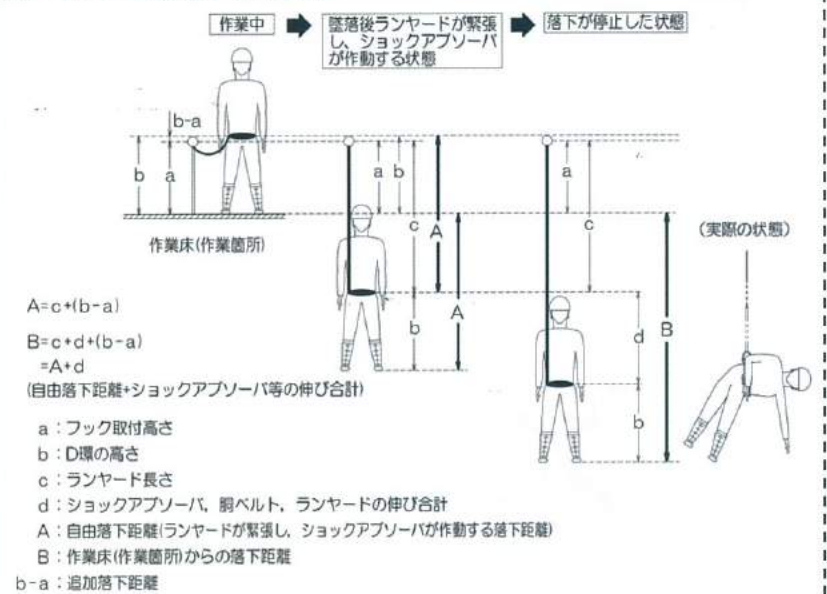 作業中
墜落後ランヤードが緊張
し、ショックアブソーバ
が作動する状態
落下が停止した状態
b-a
b
a
a
b
c
A
a
c
作業床(作業箇所)
(実際の状態)
b
A
d
B
b
A=c+(b-a)
B=c+d+(b-a)
=A+d
(自由落下距離+ショックアブソーバ等の伸び合計)
a：フック取付高さ
b：D環の高さ
c：ランヤード長さ
d：ショックアブソーバ，胴ベルト，ランヤードの伸び合計
A：自由落下距離(ランヤードが緊張し，ショックアブソーバが作動する落下距離)
B：作業床(作業箇所)からの落下距離
b-a：追加落下距離